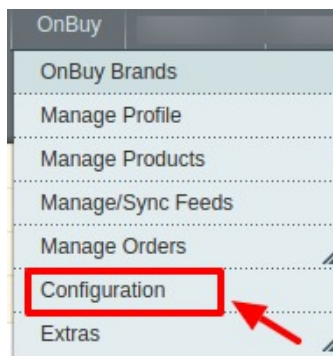 OnBuy
OnBuy Brands
Manage Profile
Manage Products
Manage/Sync Feeds
Manage Orders
Configuration
Extras